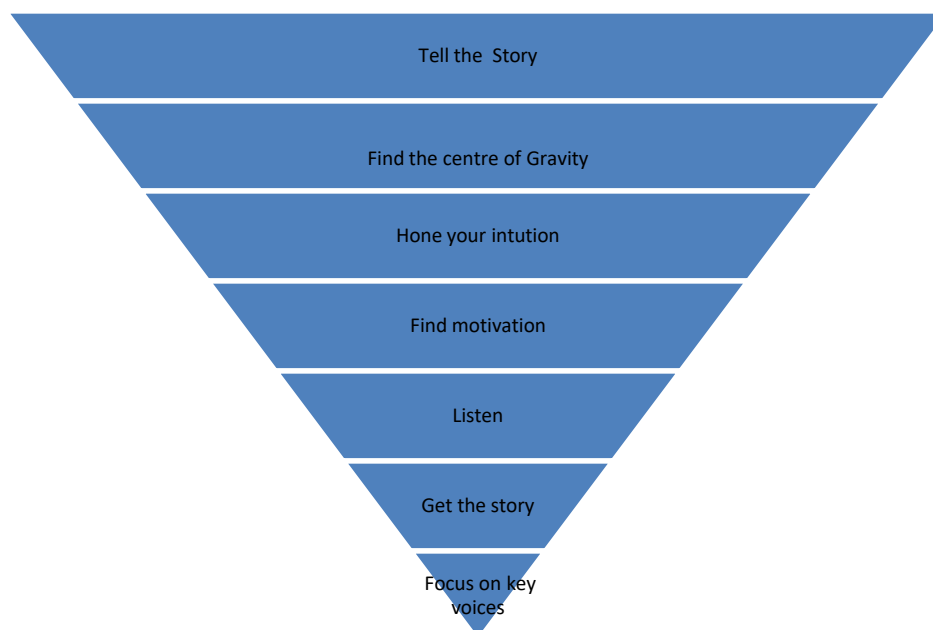 Tell the  Story
Find the centre of Gravity
Hone your intution
Find motivation
Listen
Get the story
Focus on key
voices